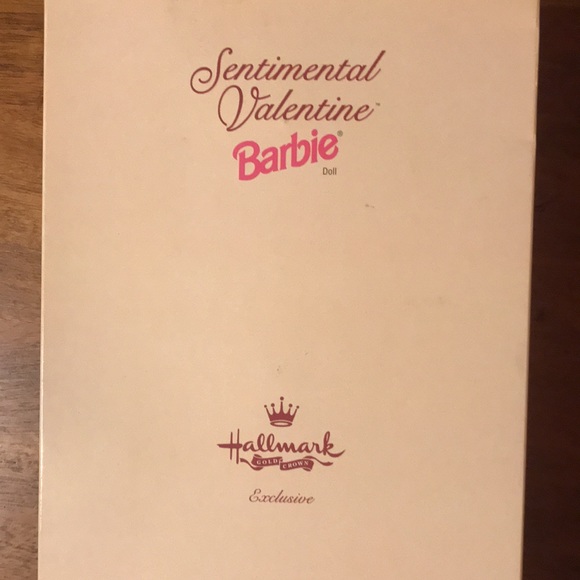 Sentimental
Valentine™
Barbie®
Doll
Hallmark
GOLD CROWN
Exclusive